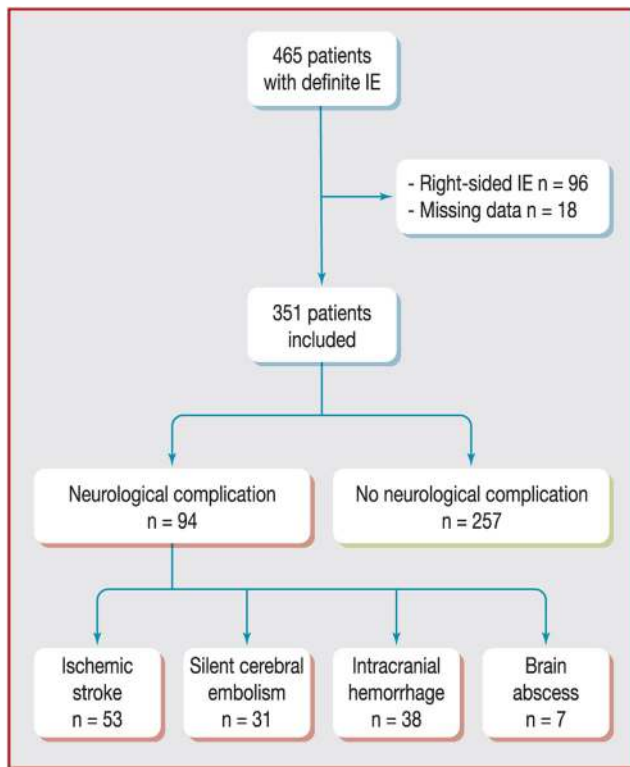 465 patients
with definite IE
- Right-sided IE n = 96
- Missing data n = 18
351 patients
included
Neurological complication
n = 94
No neurological complication
n = 257
Ischemic
stroke
n = 53
Silent cerebral
embolism
n = 31
Intracranial
hemorrhage
n = 38
Brain
abscess
n = 7